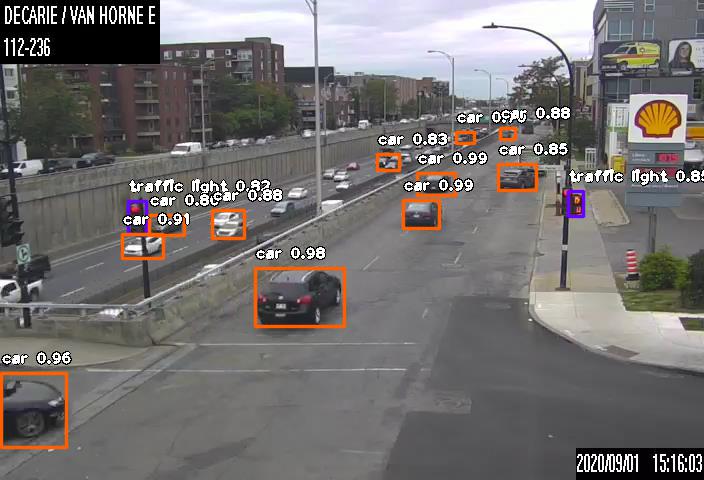 DECARIE / VAN HORNE E
112-236
car 0.88
car 0.83
car 0.99
car 0.85
car 0.99
traffic light 0.82
car 0.88
car 0.91
traffic light 0.85
car 0.98
car 0.96
2020/09/01 15:16:03